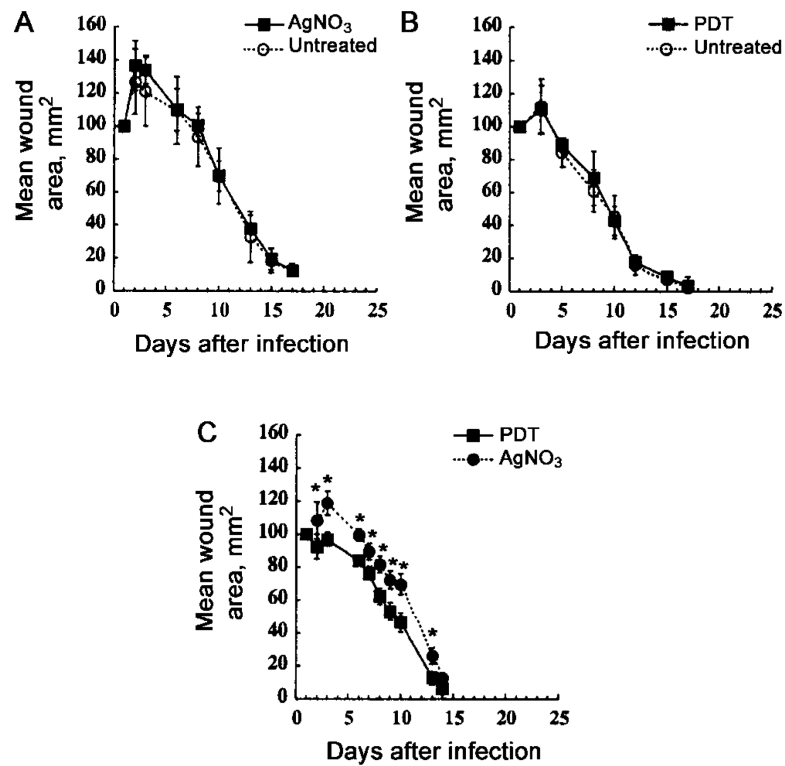 A
AgNO₃
Untreated
160
140
120
100
80
60
40
20
0
Mean wound
area, mm²
0 5 10 15 20 25
Days after infection
B
PDT
Untreated
160
140
120
100
80
60
40
20
0
Mean wound
area, mm²
0 5 10 15 20 25
Days after infection
C
PDT
AgNO₃
160
140
120
100
80
60
40
20
0
Mean wound
area, mm²
* * * * * * * *
0 5 10 15 20 25
Days after infection